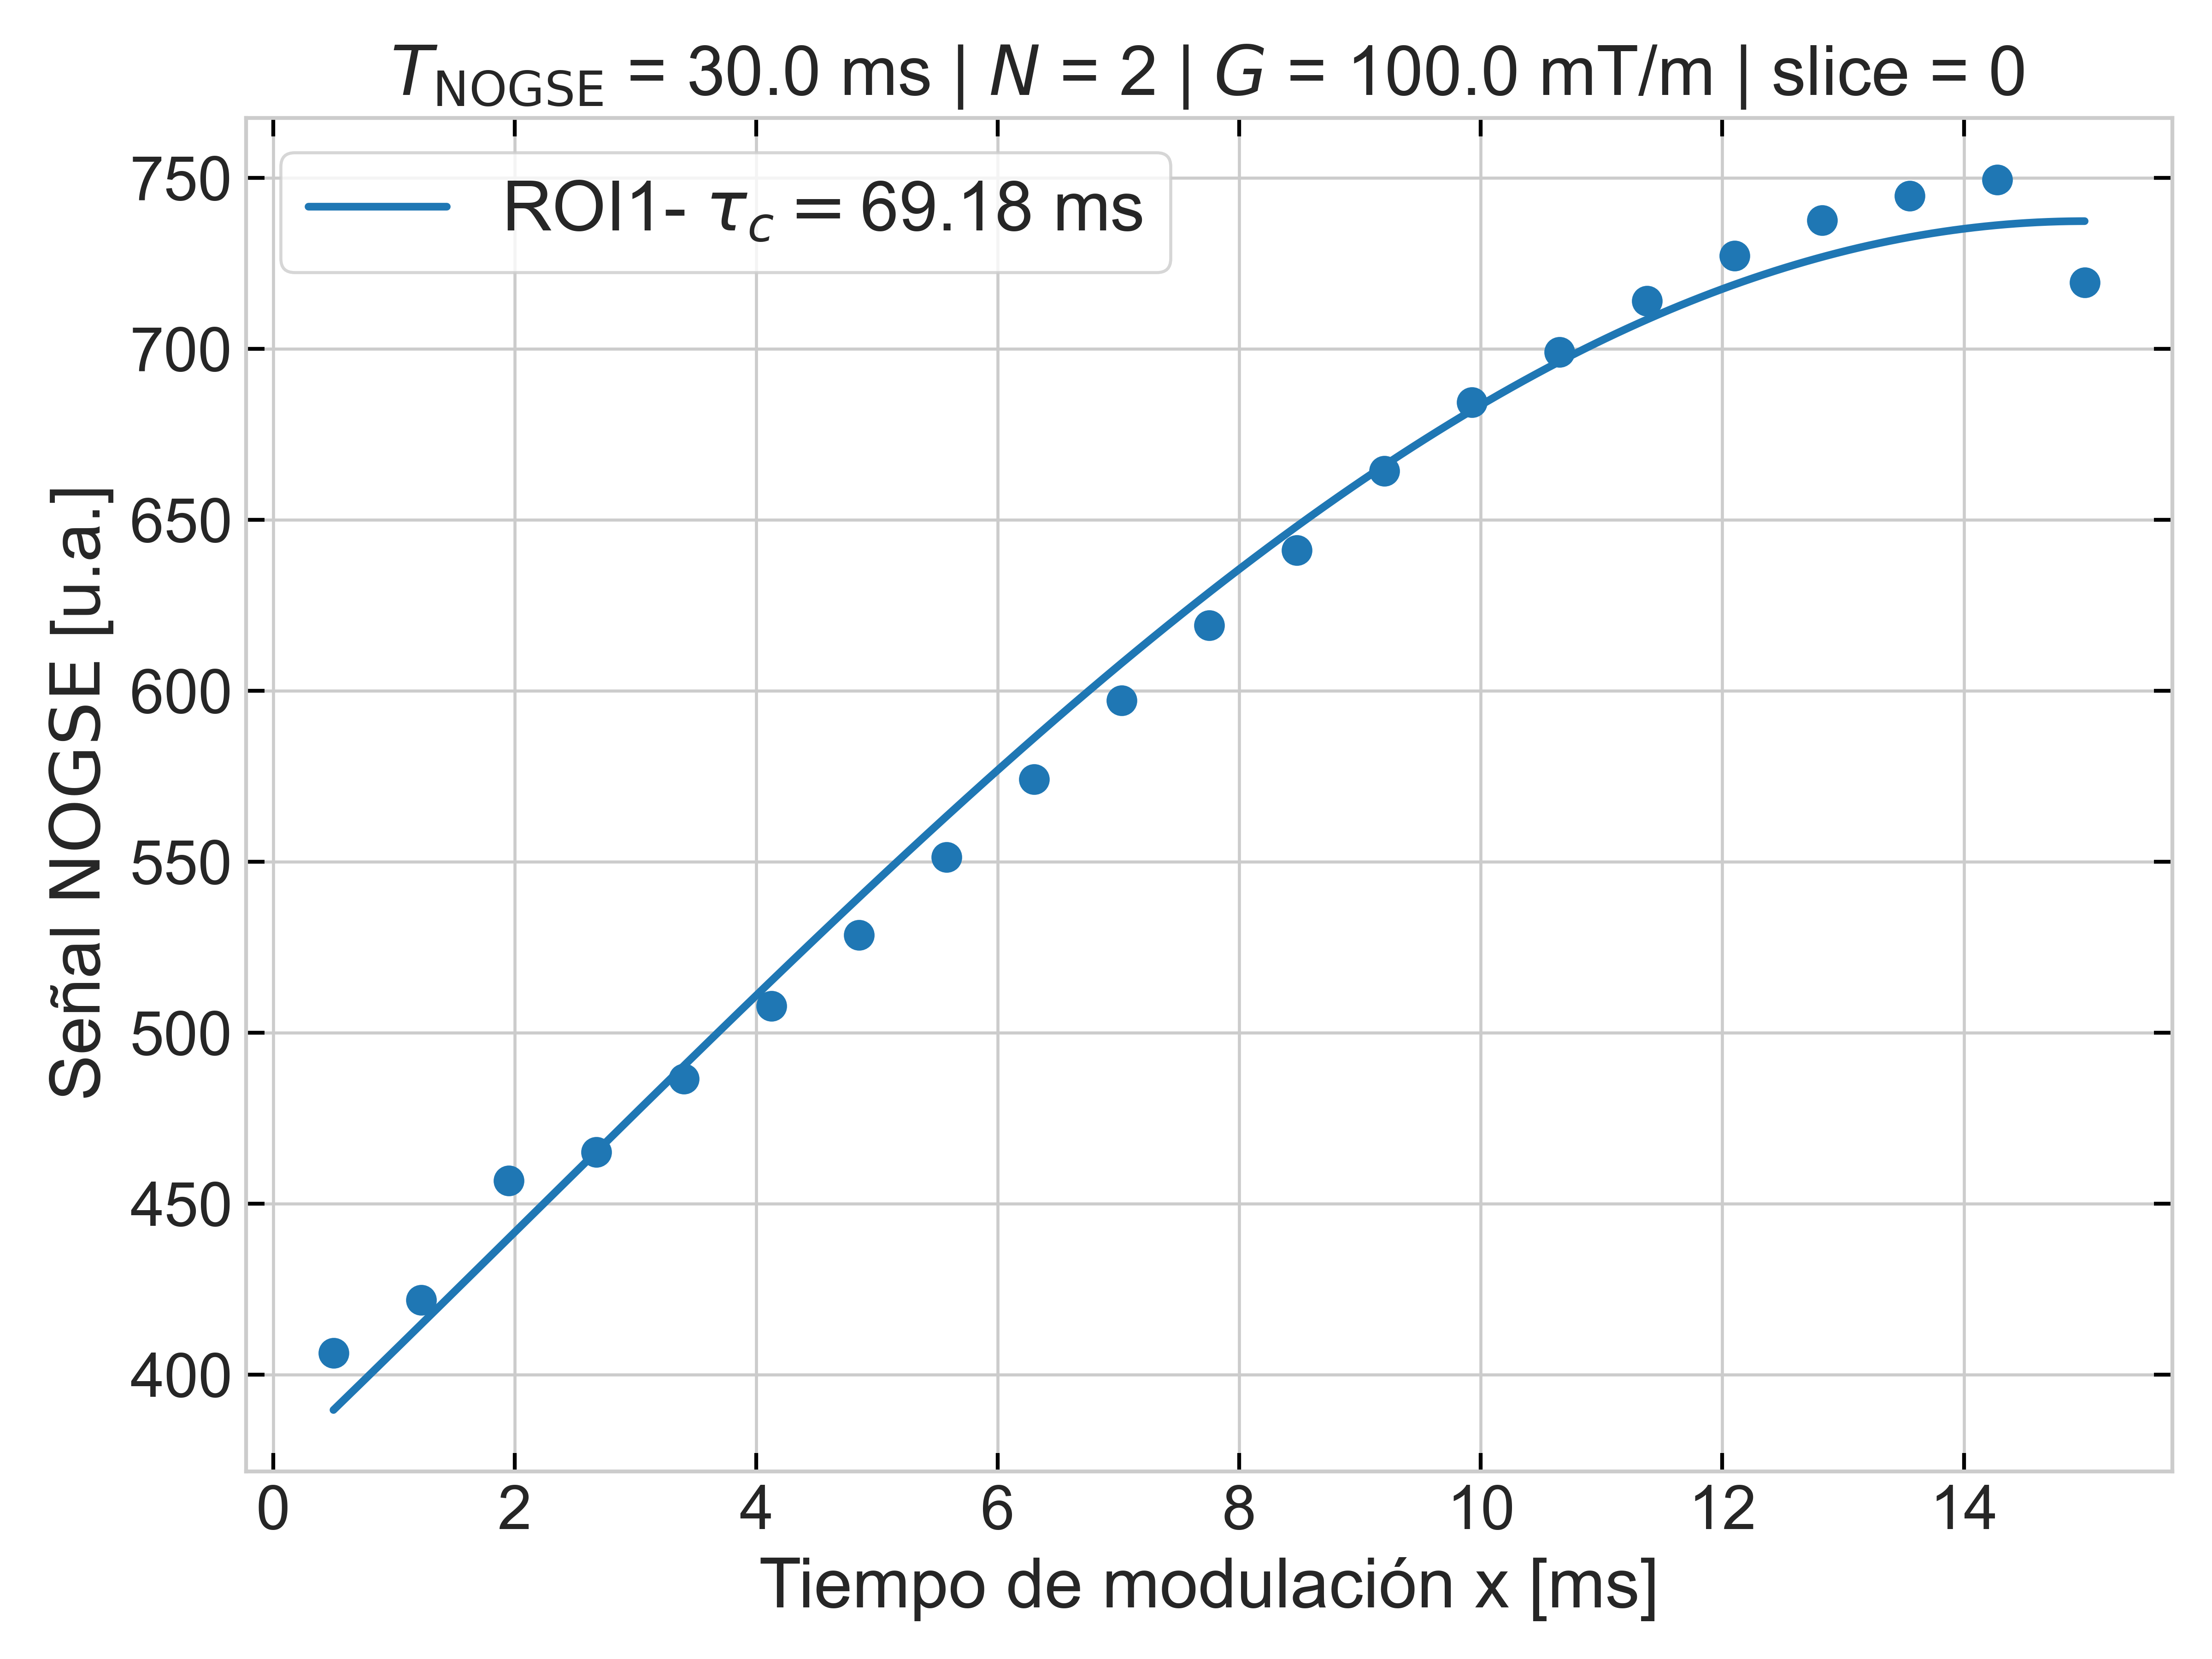 T_NOGSE = 30.0 ms | N = 2 | G = 100.0 mT/m | slice = 0
ROI1- τ_c = 69.18 ms
Señal NOGSE [u.a.]
750
700
650
600
550
500
450
400
0 2 4 6 8 10 12 14
Tiempo de modulación x [ms]